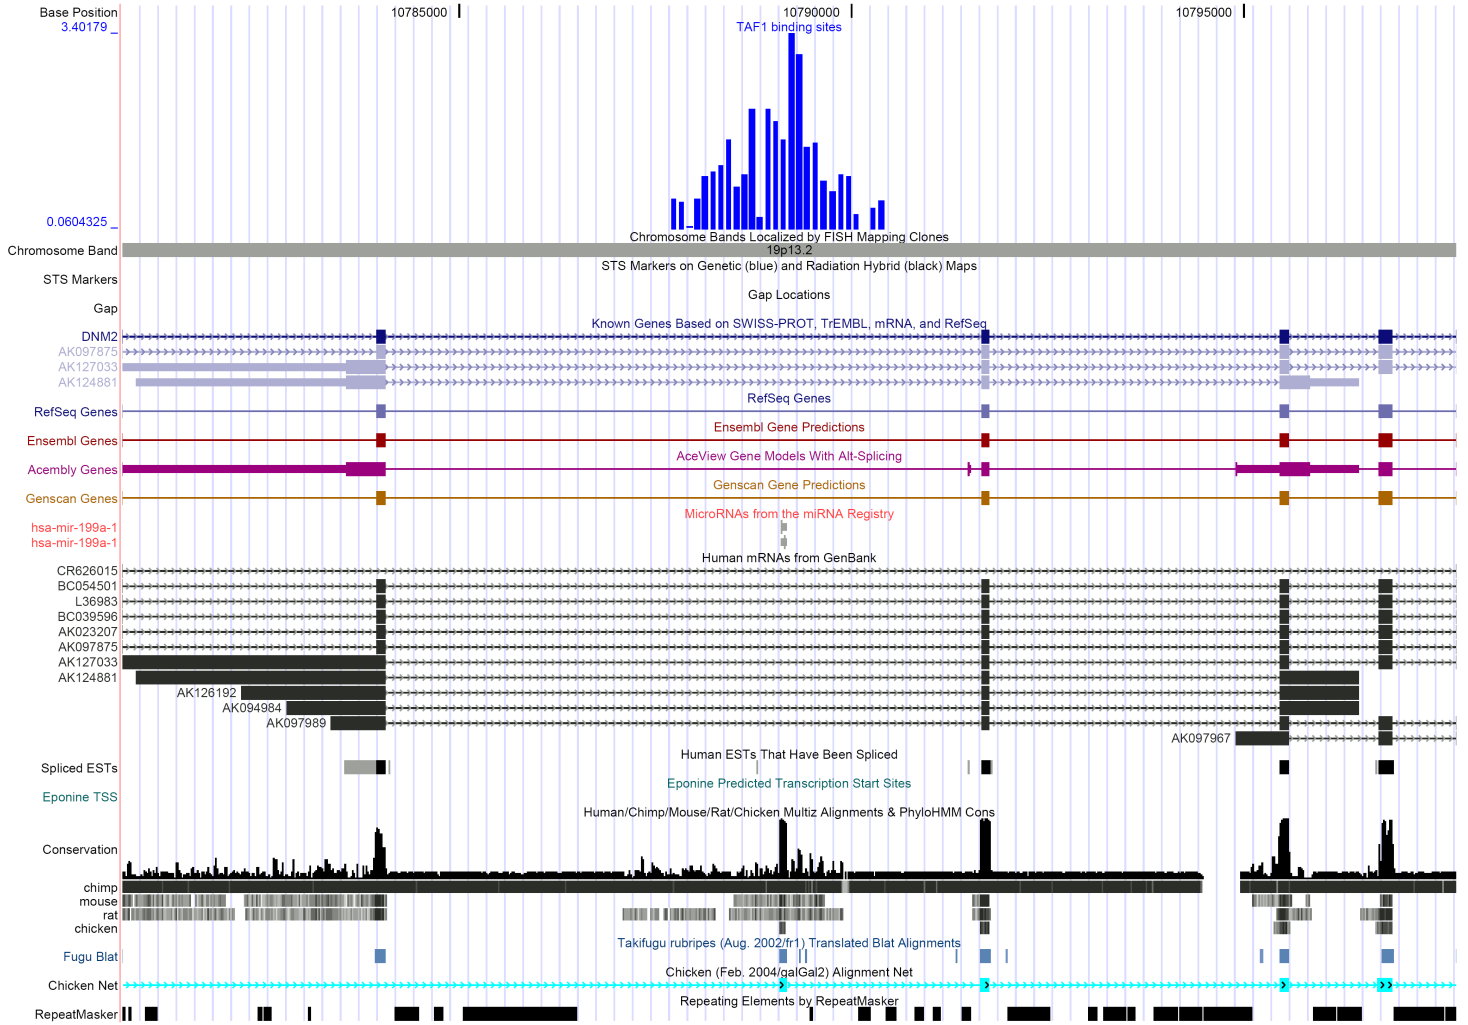 Base Position 10785000 10790000 10795000
3.40179 TAF1 binding sites
0.0604325
Chromosome Bands Localized by FISH Mapping Clones
Chromosome Band 19p13.2
STS Markers on Genetic (blue) and Radiation Hybrid (black) Maps
STS Markers
Gap Locations
Gap
Known Genes Based on SWISS-PROT, TrEMBL, mRNA, and RefSeq
DNM2
AK097875
AK127033
AK124881
RefSeq Genes
RefSeq Genes
Ensembl Gene Predictions
Ensembl Genes
AceView Gene Models With Alt-Splicing
Acembly Genes
Genscan Gene Predictions
Genscan Genes
MicroRNAs from the miRNA Registry
hsa-mir-199a-1
hsa-mir-199a-1
Human mRNAs from GenBank
CR626015
BC054501
L36983
BC039596
AK023207
AK097875
AK127033
AK124881
AK126192
AK094984
AK097989
AK097967
Human ESTs That Have Been Spliced
Spliced ESTs
Eponine Predicted Transcription Start Sites
Eponine TSS
Human/Chimp/Mouse/Rat/Chicken Multiz Alignments & PhyloHMM Cons
Conservation
chimp
mouse
rat
chicken
Takifugu rubripes (Aug. 2002/fr1) Translated Blat Alignments
Fugu Blat
Chicken (Feb. 2004/galGal2) Alignment Net
Chicken Net
Repeating Elements by RepeatMasker
RepeatMasker